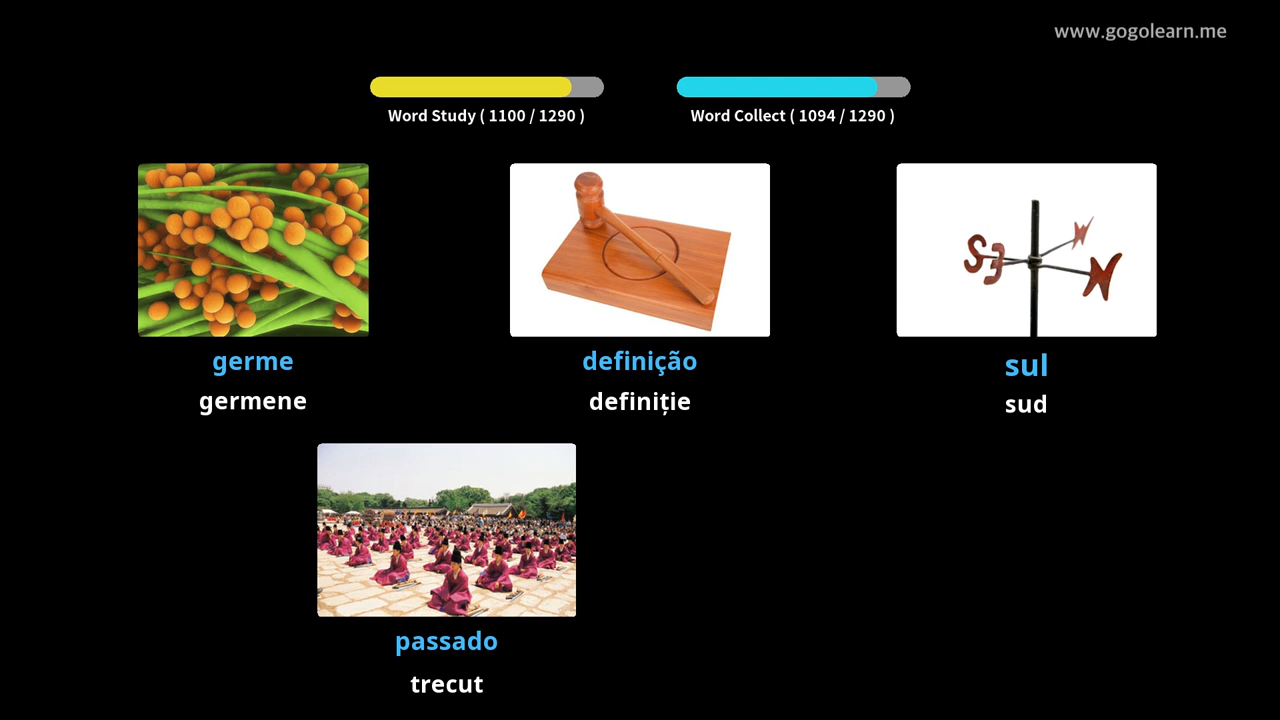 www.gogolearn.me
Word Study ( 1100 / 1290 )
Word Collect ( 1094 / 1290 )
germe
germene
definição
definiție
sul
sud
passado
trecut